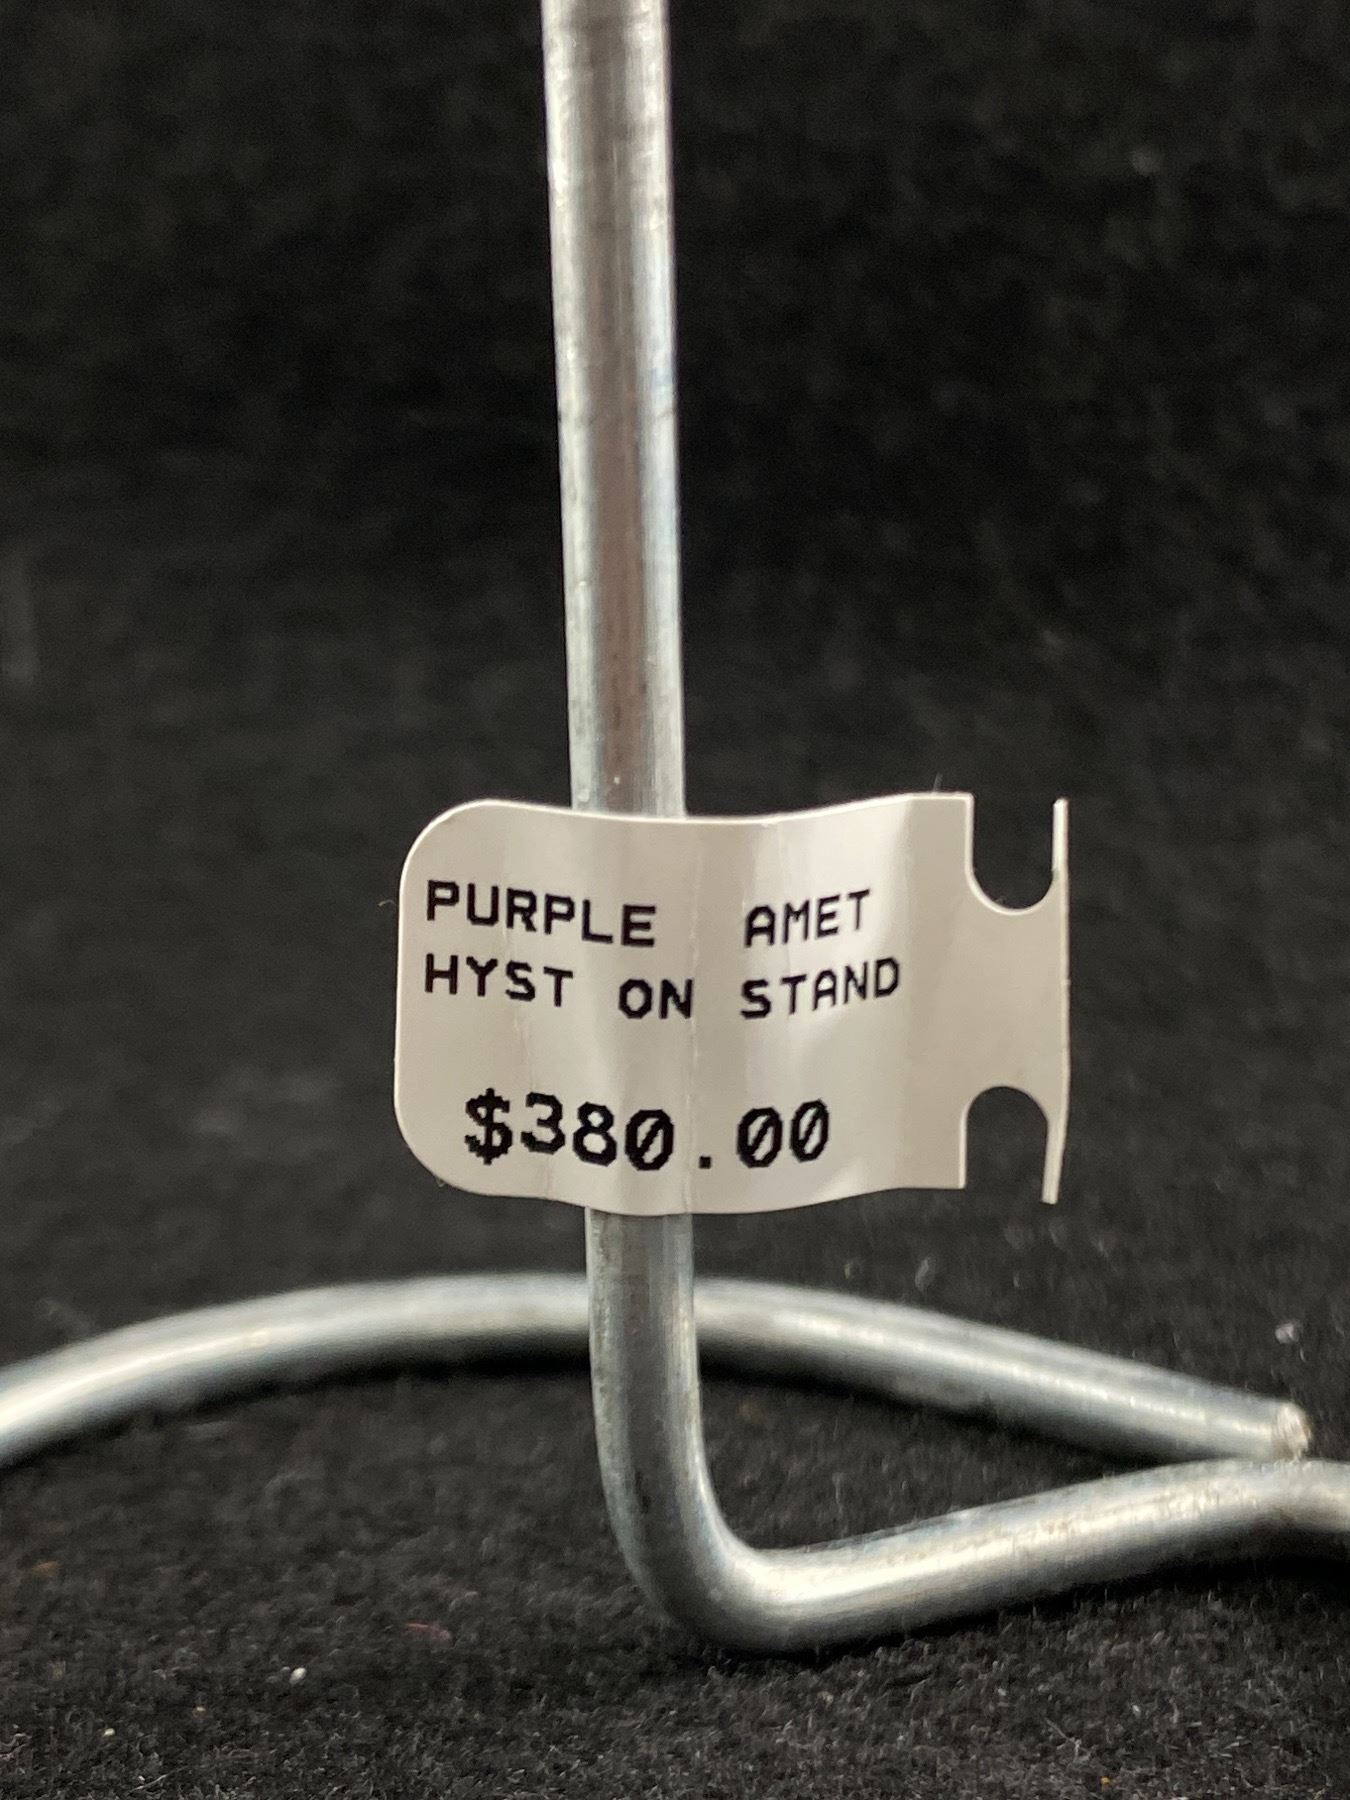 PURPLE AMET
HYST ON STAND
$380.00